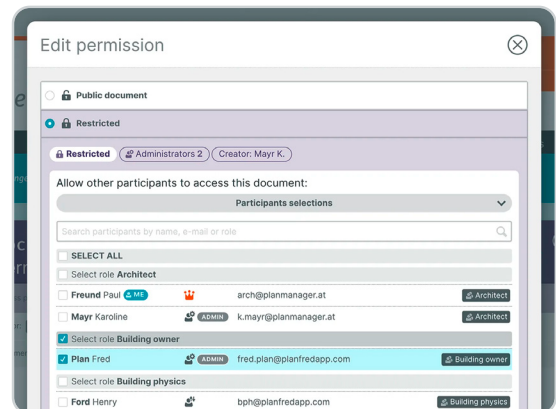 Edit permission
Public document
Restricted
Restricted Administrators 2 Creator: Mayr K.
Allow other participants to access this document:
Participants selections
Search participants by name, e-mail or role
SELECT ALL
Select role Architect
Freund Paul ME arch@planmanager.at Architect
Mayr Karoline ADMIN k.mayr@planmanager.at Architect
Select role Building owner
Plan Fred ADMIN fred.plan@planfredapp.com Building owner
Select role Building physics
Ford Henry bph@planfredapp.com Building physics